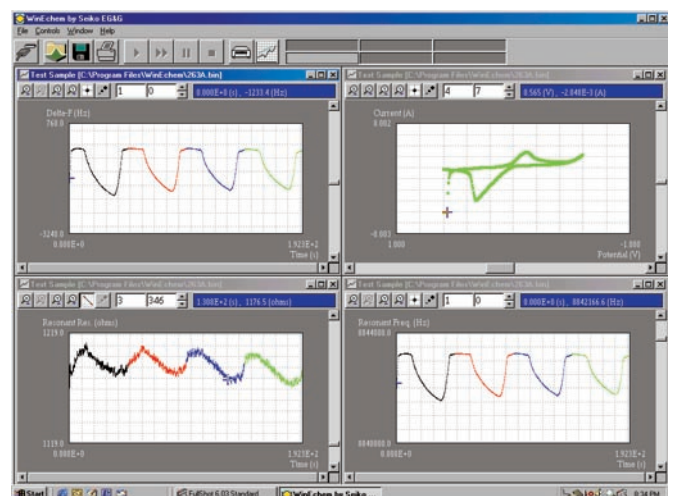 WinEchem by Seiko EG&G
File Controls Window Help
Test Sample [C:\Program Files\WinEchem\263A.bin]
1 0 0.000E+0 (s), -1233.4 (Hz)
Delta-F (Hz)
760.0
-3240.0
0.000E+0 1.923E+2
Time (s)
Test Sample [C:\Program Files\WinEchem\263A.bin]
4 7 0.565 (V), -2.040E-3 (A)
Current (A)
0.002
-0.003
1.000 -1.000
Potential (V)
Test Sample [C:\Program Files\WinEchem\263A.bin]
3 346 1.300E+2 (s), 1176.5 (ohms)
Resonant Res. (ohms)
1219.0
1119.0
0.000E+0 1.923E+2
Time (s)
Test Sample [C:\Program Files\WinEchem\263A.bin]
1 0 0.000E+0 (s), 8842166.6 (Hz)
Resonant Freq. (Hz)
8844000.0
8840000.0
0.000E+0 1.923E+2
Time (s)
Start FullShot 6.03 Standard WinEchem by Seiko 8:34 PM